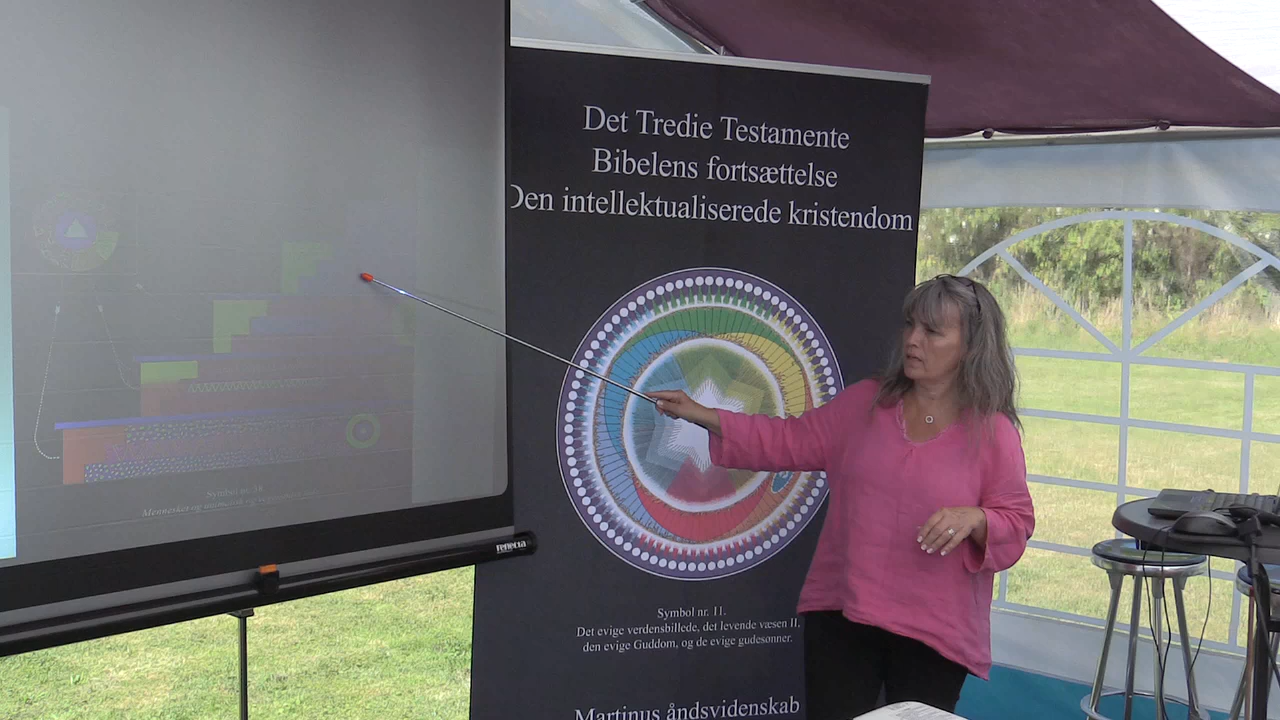 Det Tredie Testamente
Bibelens fortsættelse
Den intellektualiserede kristendom
Symbol nr. 11.
Det evige verdensbillede, det levende væsen II.
den evige Guddom, og de evige gudesønner.
Martinus åndsvidenskab
Symbol nr.
reflecta